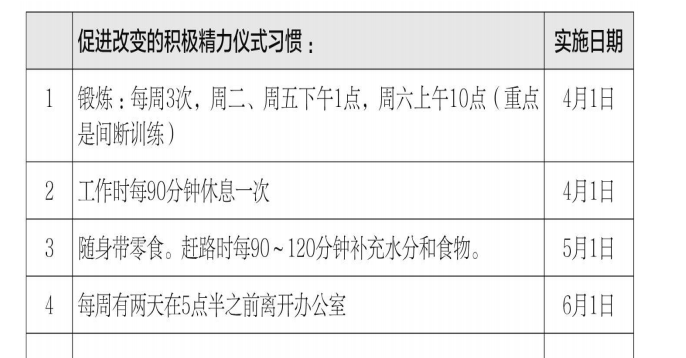 促进改变的积极精力仪式习惯： 实施日期
1 锻炼：每周3次，周二、周五下午1点，周六上午10点（重点 4月1日
是间断训练）
2 工作时每90分钟休息一次 4月1日
3 随身带零食。赶路时每90~120分钟补充水分和食物。 5月1日
4 每周有两天在5点半之前离开办公室 6月1日